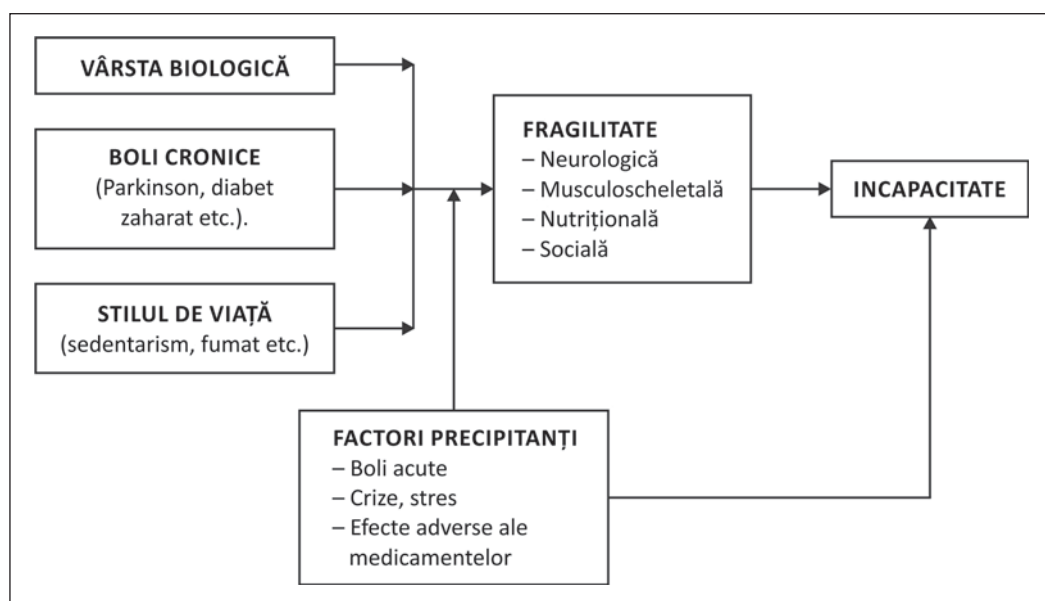 VÂRSTA BIOLOGICĂ
BOLI CRONICE
(Parkinson, diabet
zaharat etc.).
STILUL DE VIAȚĂ
(sedentarism, fumat etc.)
FRAGILITATE
– Neurologică
– Musculoscheletală
– Nutrițională
– Socială
INCAPACITATE
FACTORI PRECIPITANȚI
– Boli acute
– Crize, stres
– Efecte adverse ale
medicamentelor